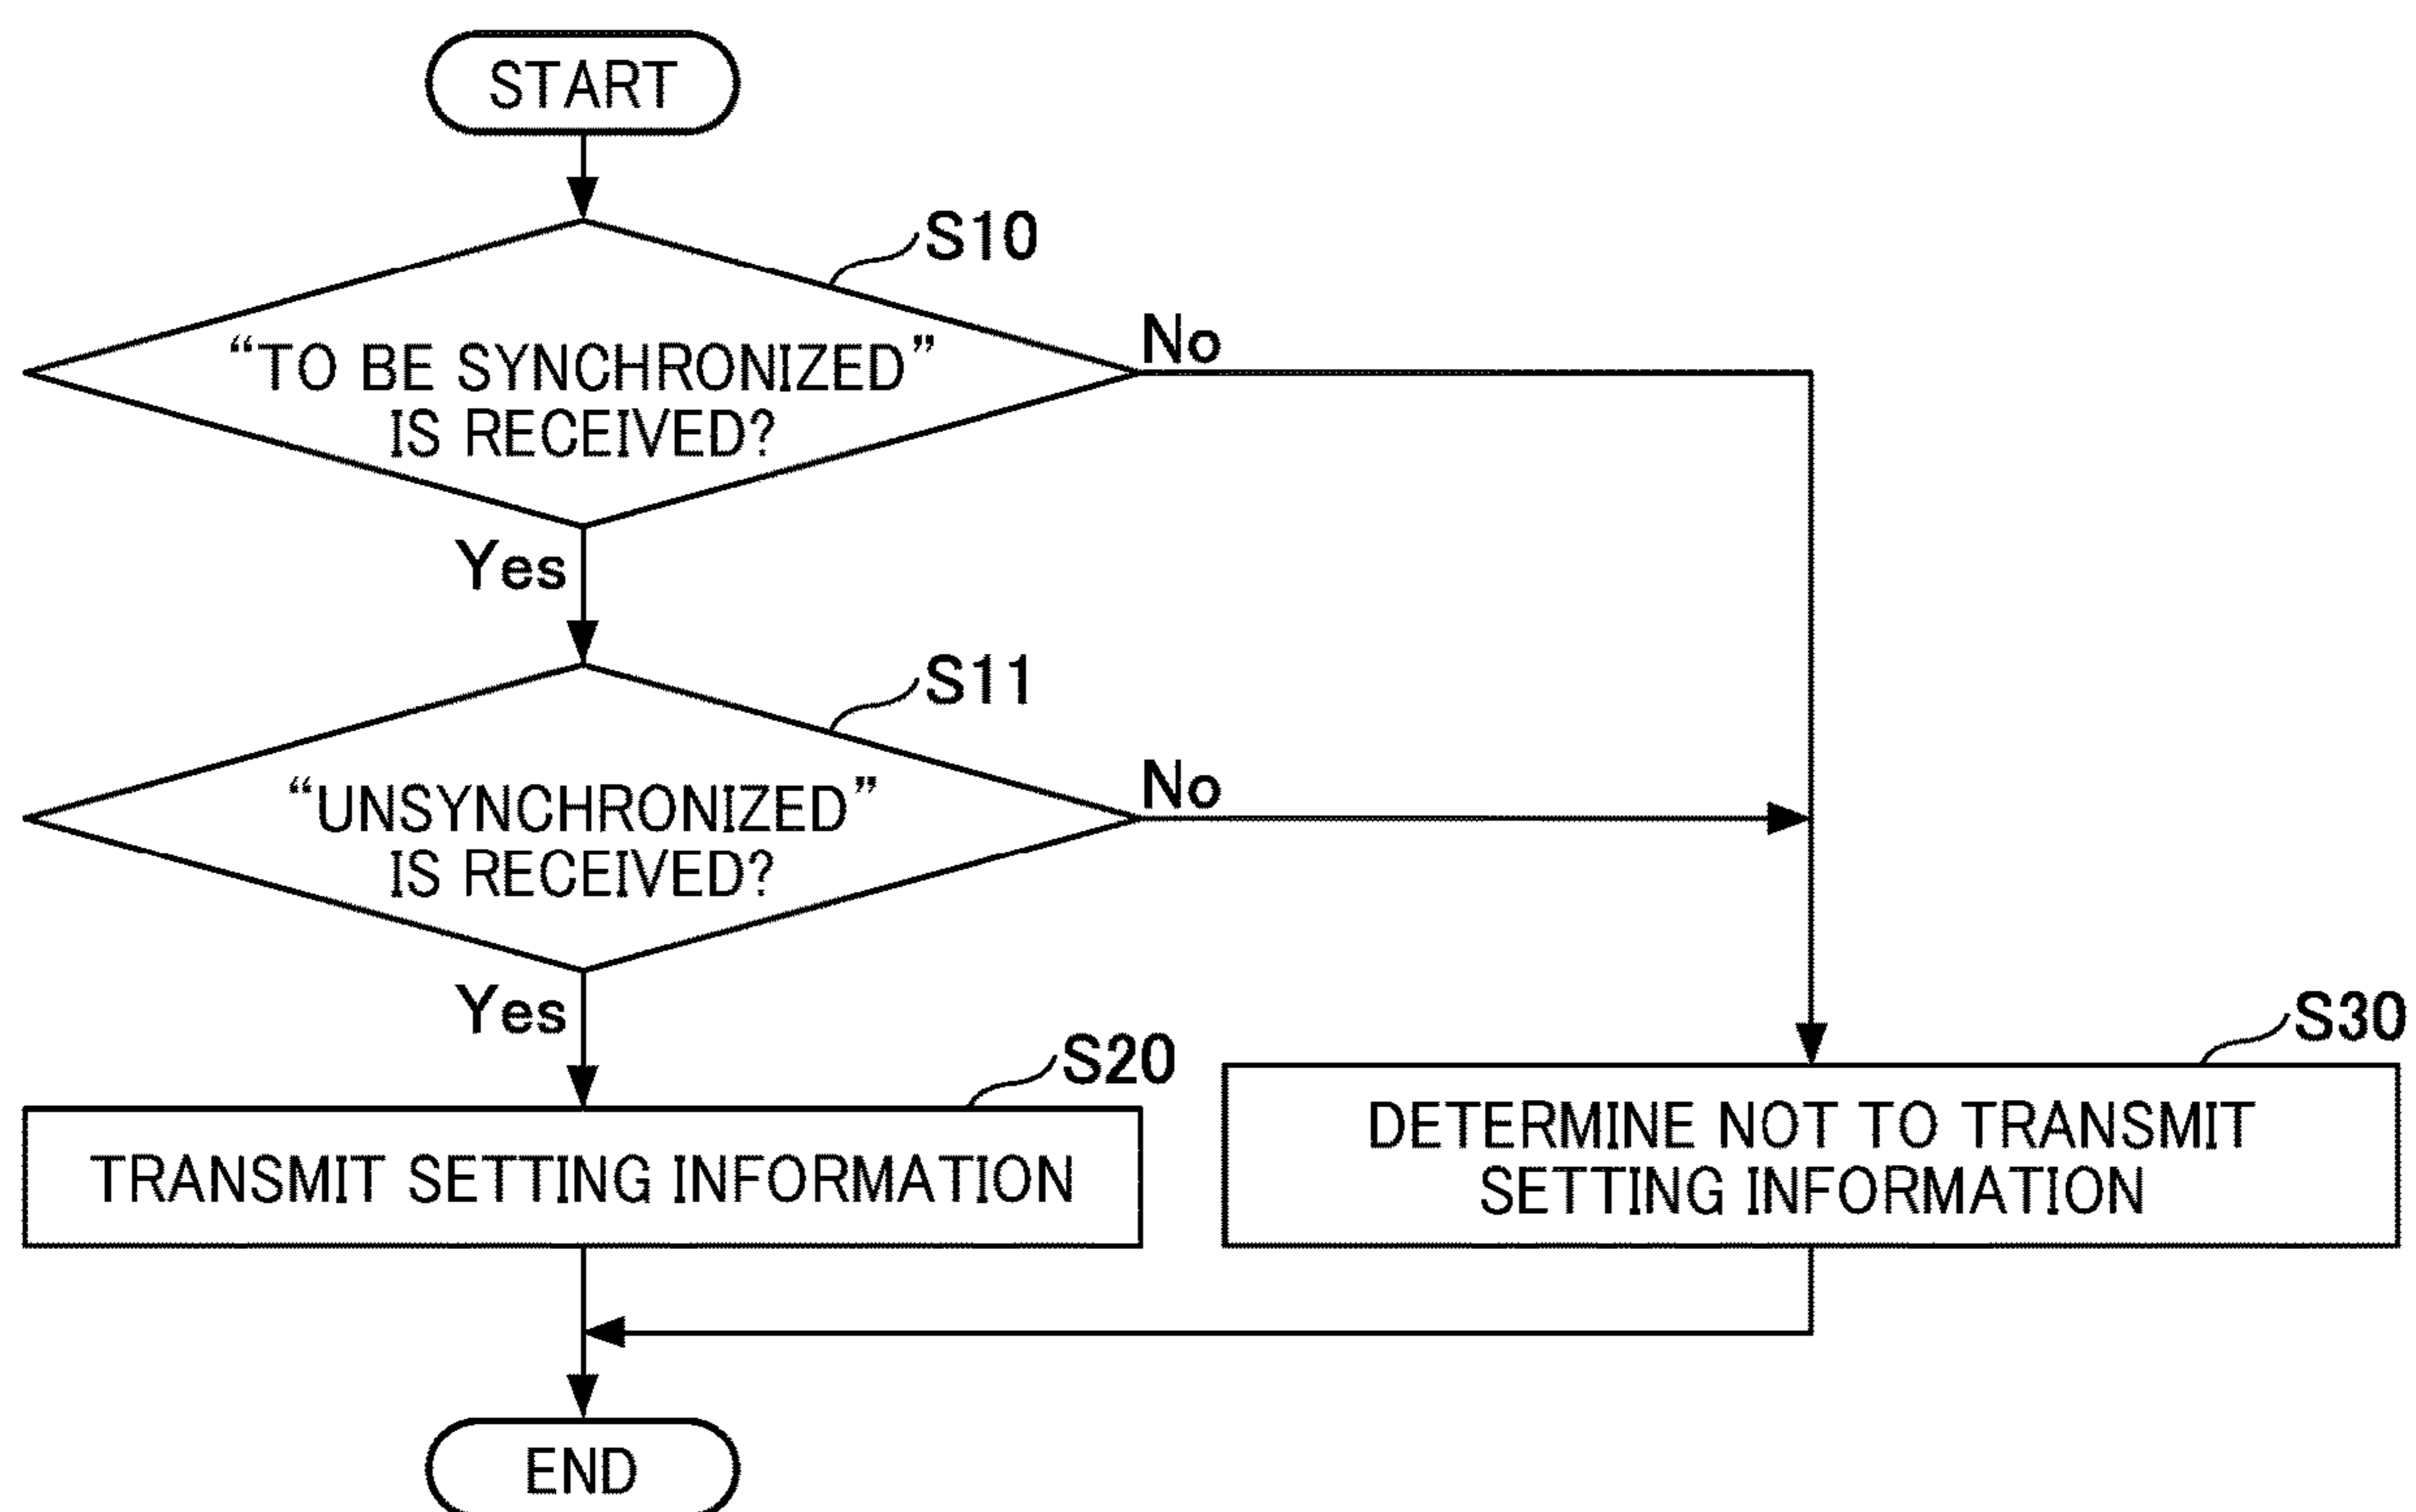 START
S10
“TO BE SYNCHRONIZED”
IS RECEIVED?
No
Yes
S11
“UNSYNCHRONIZED”
IS RECEIVED?
No
Yes
S20
TRANSMIT SETTING INFORMATION
S30
DETERMINE NOT TO TRANSMIT
SETTING INFORMATION
END